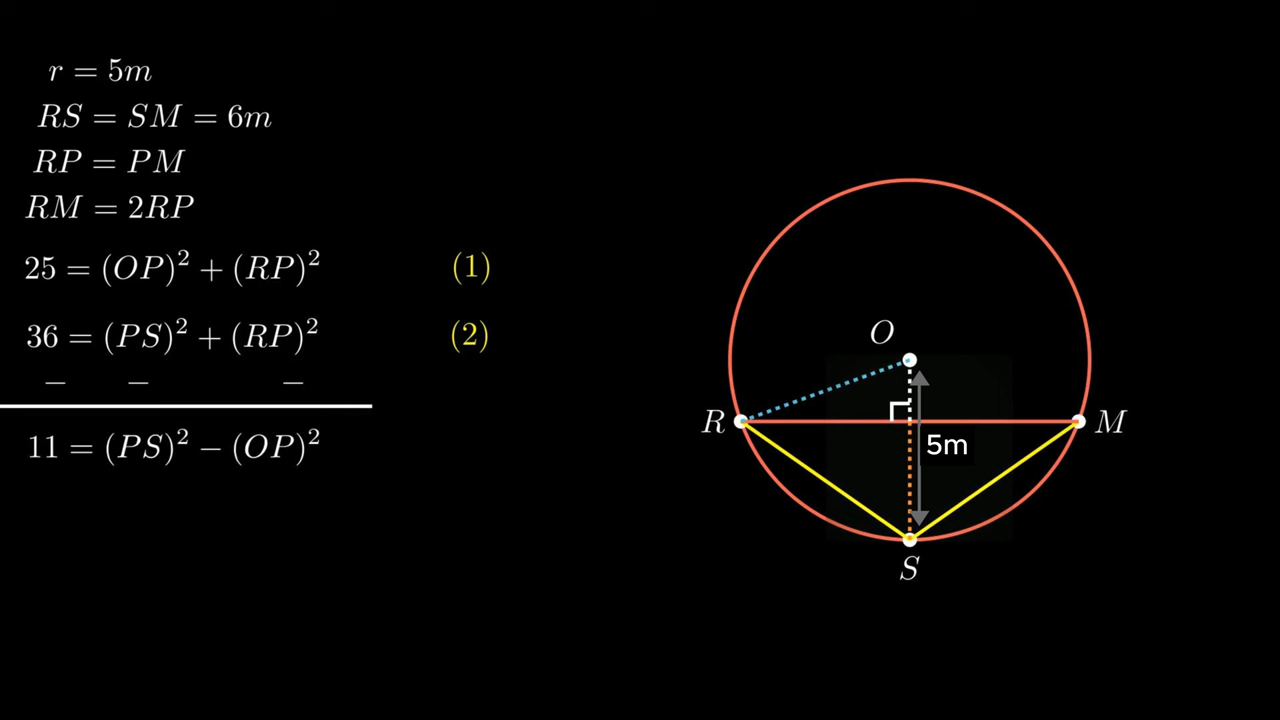 r = 5m
RS = SM = 6m
RP = PM
RM = 2RP
25 = (OP)² + (RP)² (1)
36 = (PS)² + (RP)² (2)
− − −
11 = (PS)² − (OP)²
O
R
M
5m
S